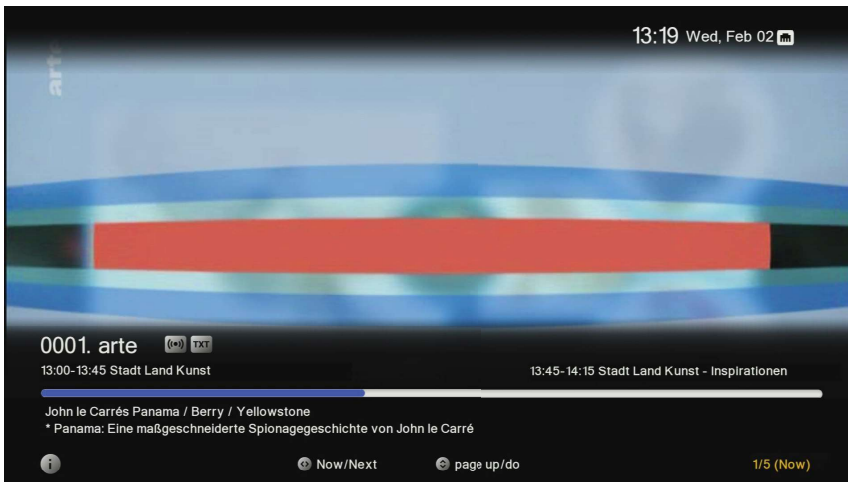 13:19 Wed, Feb 02
arte
0001. arte TXT
13:00-13:45 Stadt Land Kunst 13:45-14:15 Stadt Land Kunst - Inspirationen
John le Carrés Panama / Berry / Yellowstone
* Panama: Eine maßgeschneiderte Spionagegeschichte von John le Carré
i Now/Next page up/do 1/5 (Now)